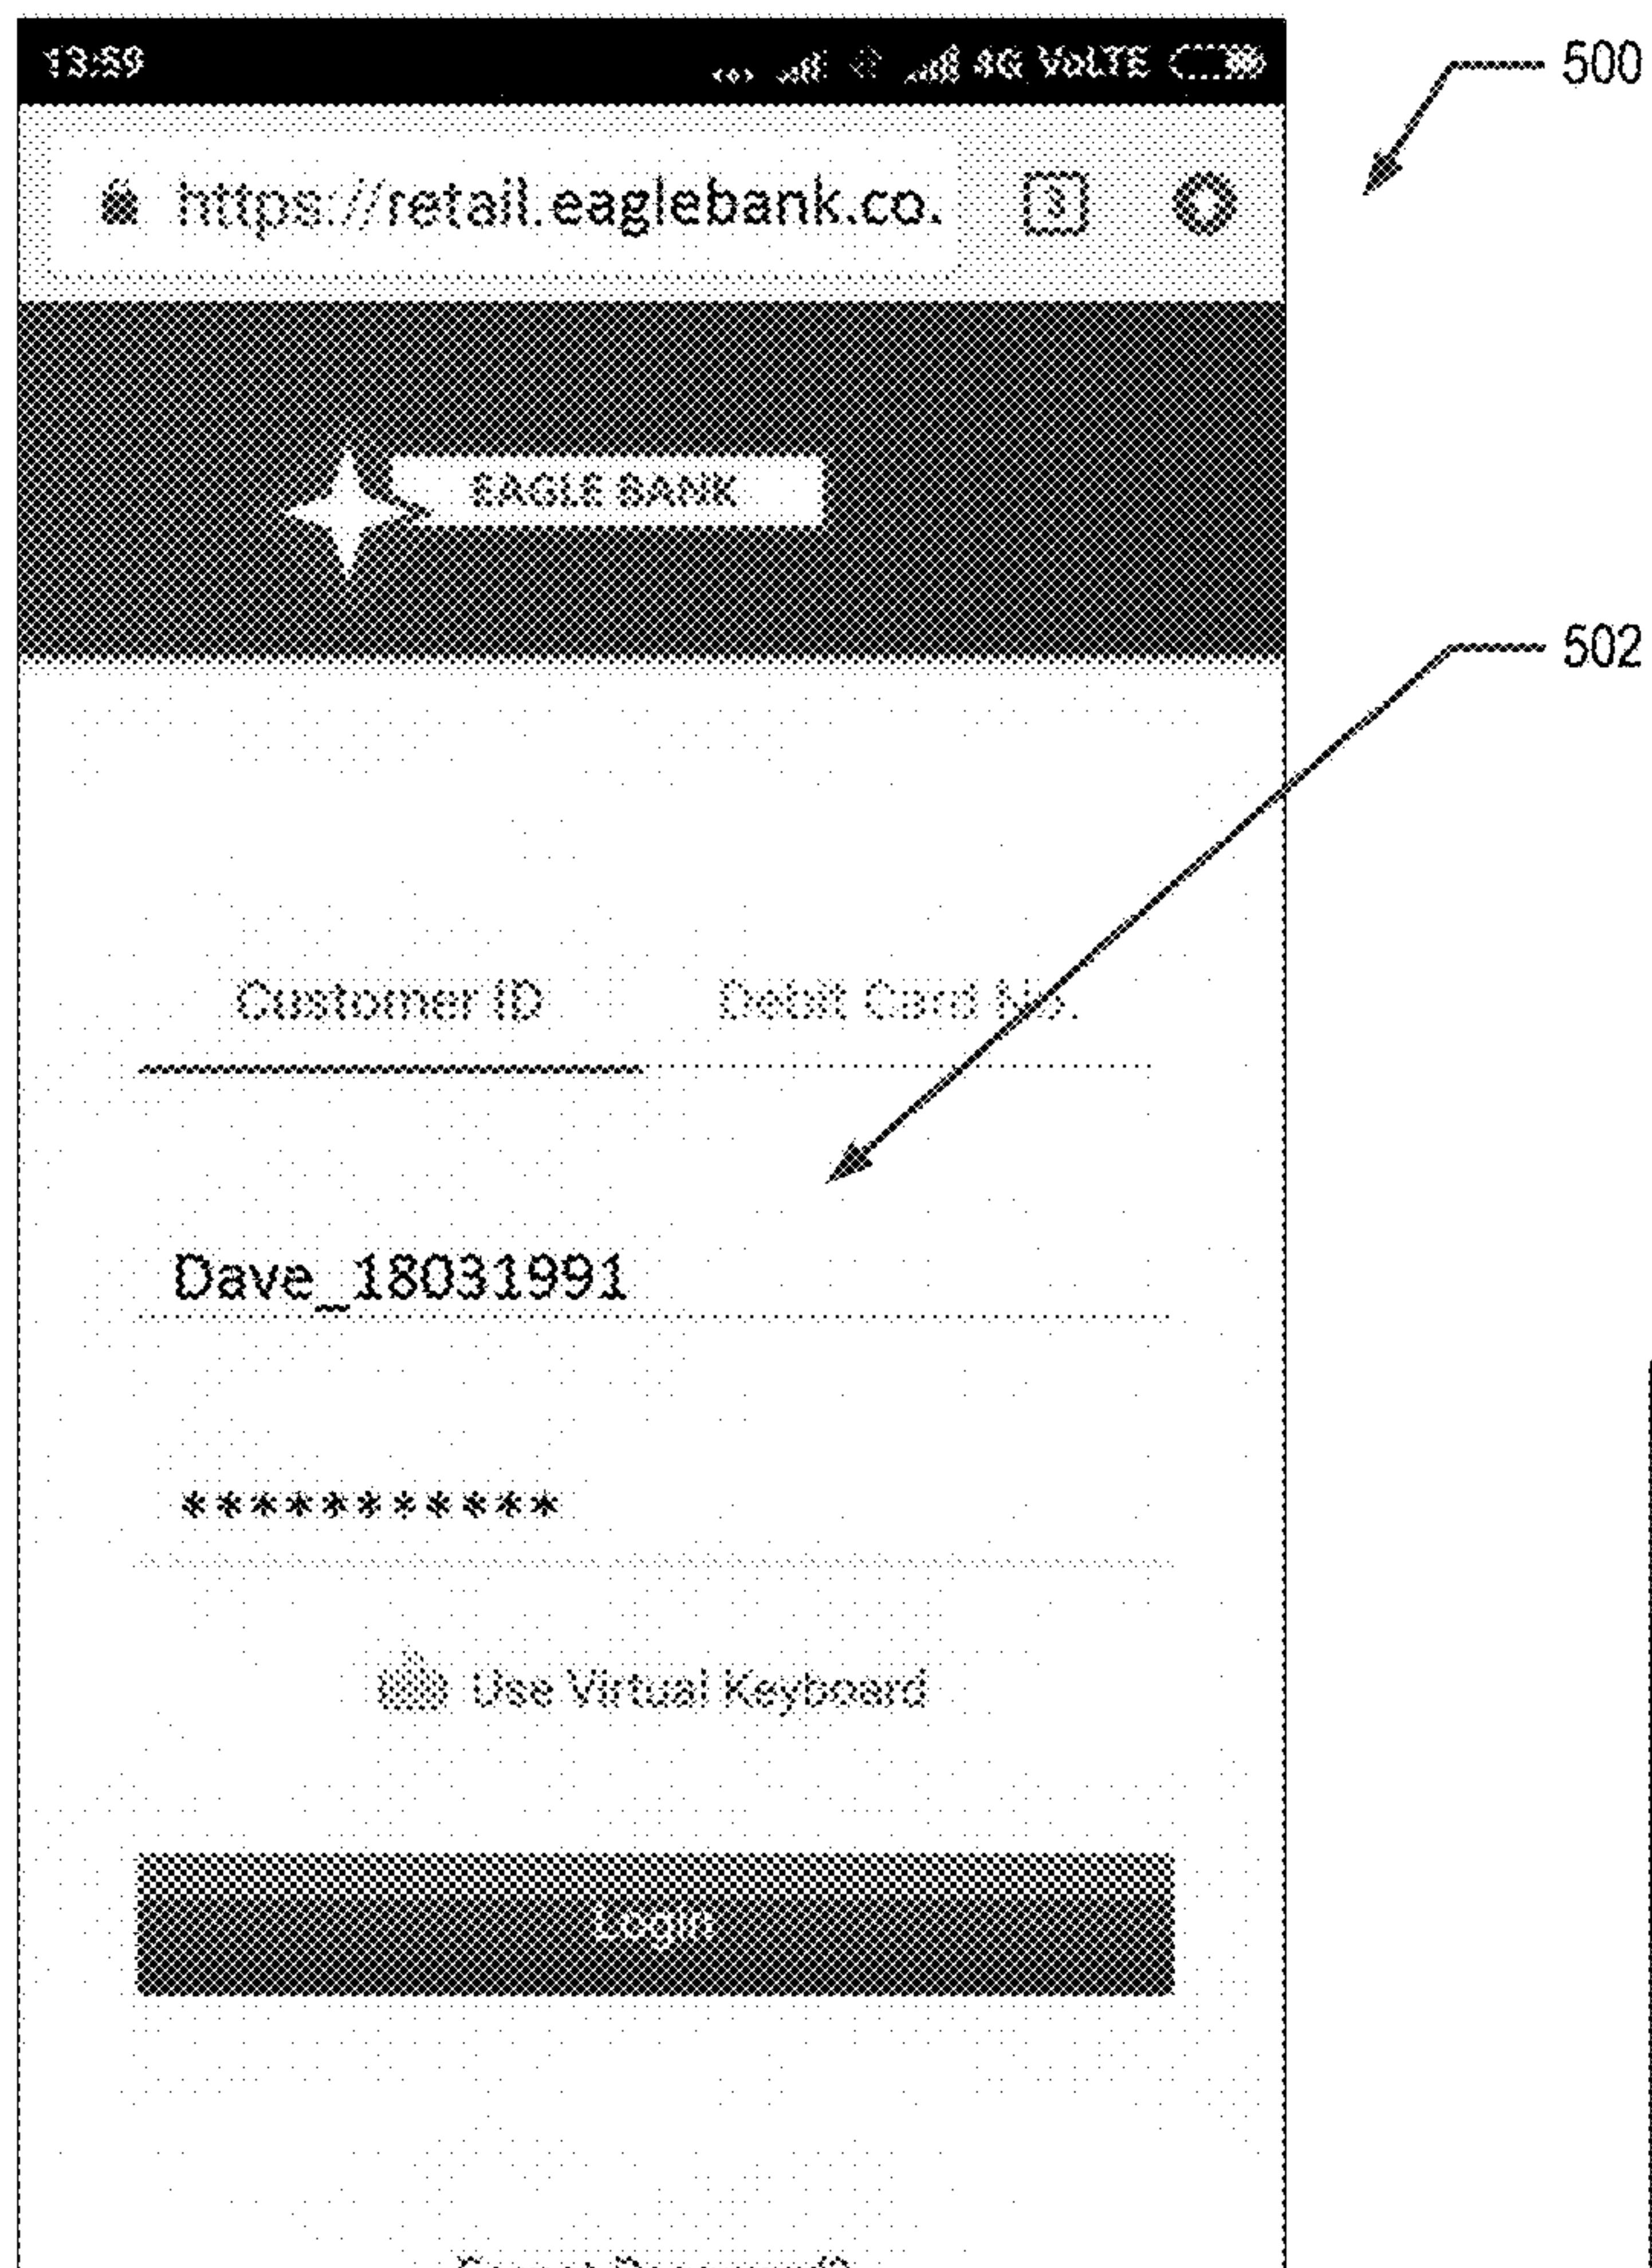 13:59 4G VoLTE
500
https://retail.eaglebank.co. 3
EAGLE BANK
502
Customer ID Debit Card No.
Dave_18031991
***********
Use Virtual Keyboard
Login